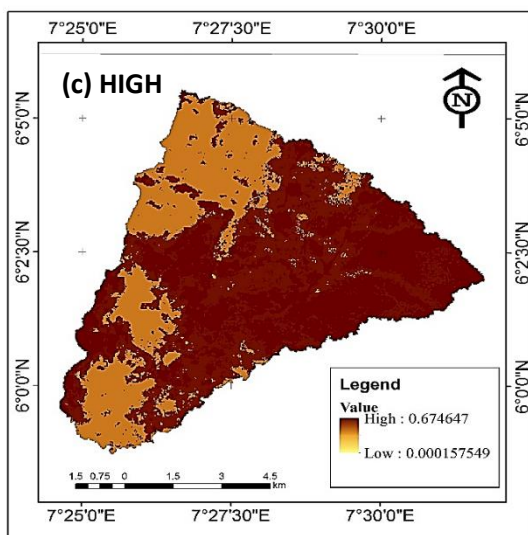 7°25'0"E 7°27'30"E 7°30'0"E
(c) HIGH
N
6°5'0"N 6°5'0"N
6°2'30"N 6°2'30"N
6°0'0"N 6°0'0"N
Legend
Value
High : 0.674647
Low : 0.000157549
1.5 0.75 0 1.5 3 4.5
km
7°25'0"E 7°27'30"E 7°30'0"E